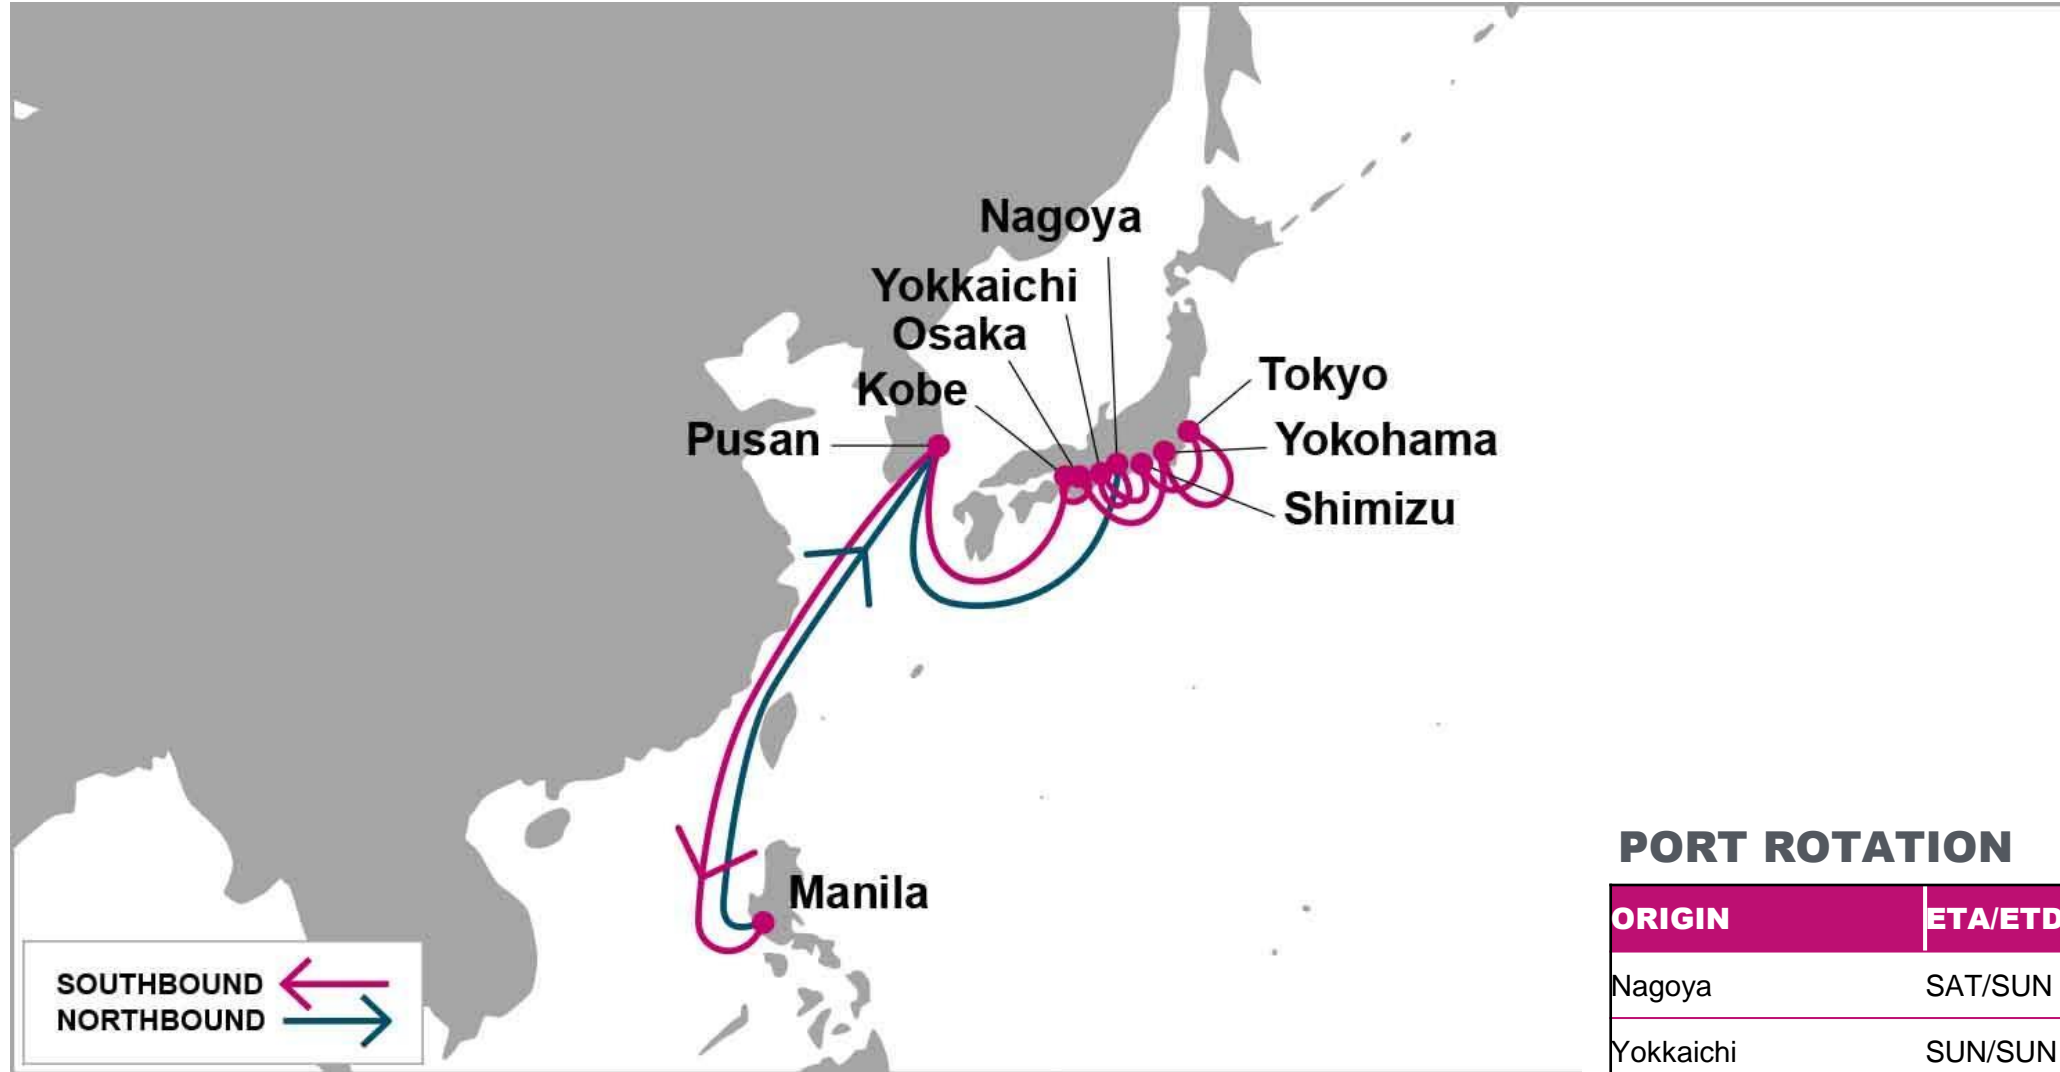 Nagoya
Yokkaichi
Osaka
Kobe
Tokyo
Pusan
Yokohama
Shimizu
Manila
SOUTHBOUND
NORTHBOUND
PORT ROTATION
ORIGIN ETA/ETD
Nagoya SAT/SUN
Yokkaichi SUN/SUN